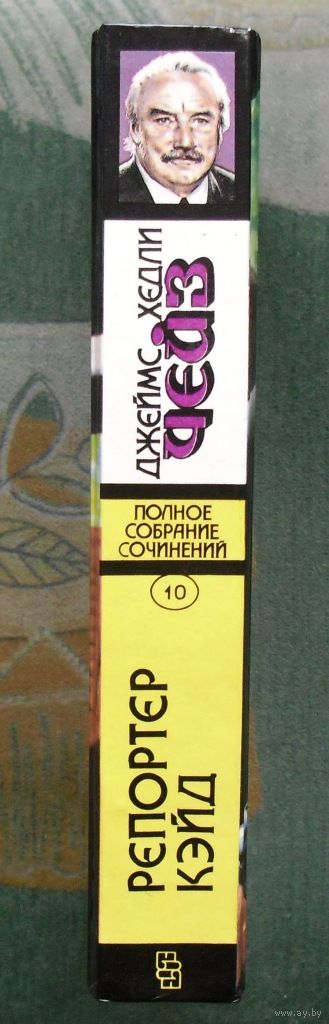 ДЖЕЙМС ХЕДЛИ
ЧЕЙЗ
ПОЛНОЕ
СОБРАНИЕ
СОЧИНЕНИЙ
10
РЕПОРТЕР
КЭЙД
www.ay.by